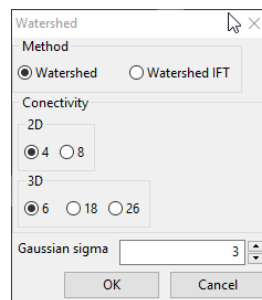 Watershed
Method
Watershed Watershed IFT
Conectivity
2D
4 8
3D
6 18 26
Gaussian sigma 3
OK Cancel